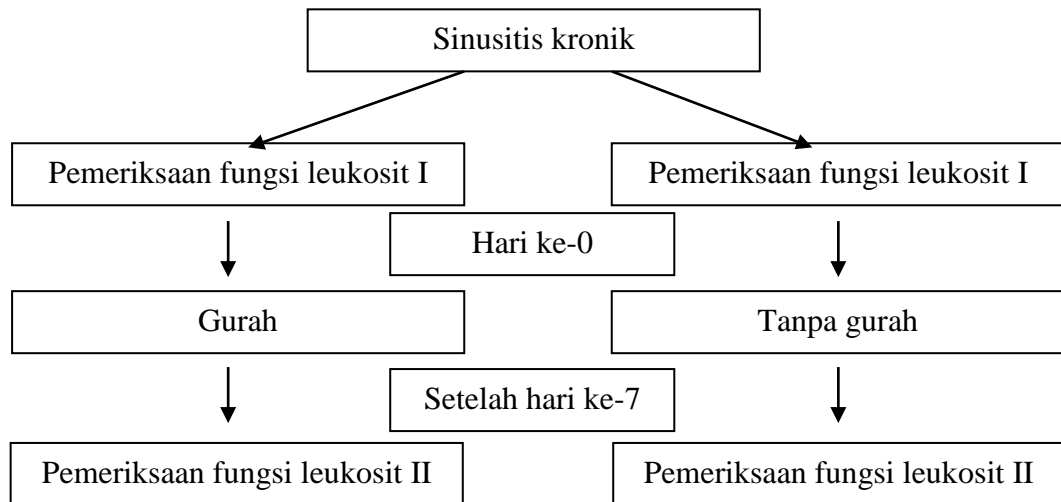 Sinusitis kronik
Pemeriksaan fungsi leukosit I
Pemeriksaan fungsi leukosit I
Hari ke-0
Gurah
Tanpa gurah
Setelah hari ke-7
Pemeriksaan fungsi leukosit II
Pemeriksaan fungsi leukosit II